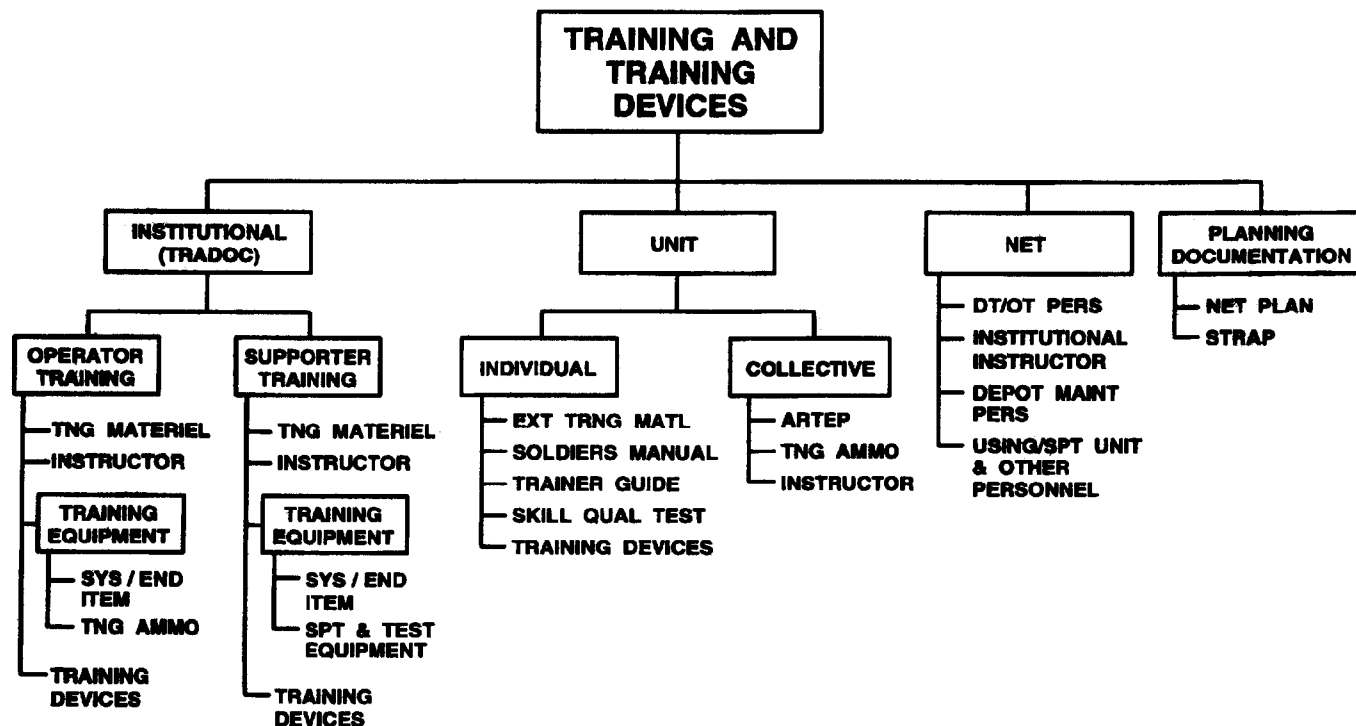 TRAINING AND
TRAINING
DEVICES
INSTITUTIONAL
(TRADOC)
UNIT
NET
PLANNING
DOCUMENTATION
OPERATOR
TRAINING
TNG MATERIEL
INSTRUCTOR
TRAINING
EQUIPMENT
SYS / END
ITEM
TNG AMMO
TRAINING
DEVICES
SUPPORTER
TRAINING
TNG MATERIEL
INSTRUCTOR
TRAINING
EQUIPMENT
SYS / END
ITEM
SPT & TEST
EQUIPMENT
TRAINING
DEVICES
INDIVIDUAL
EXT TRNG MATL
SOLDIERS MANUAL
TRAINER GUIDE
SKILL QUAL TEST
TRAINING DEVICES
COLLECTIVE
ARTEP
TNG AMMO
INSTRUCTOR
DT/OT PERS
INSTITUTIONAL
INSTRUCTOR
DEPOT MAINT
PERS
USING/SPT UNIT
& OTHER
PERSONNEL
NET PLAN
STRAP